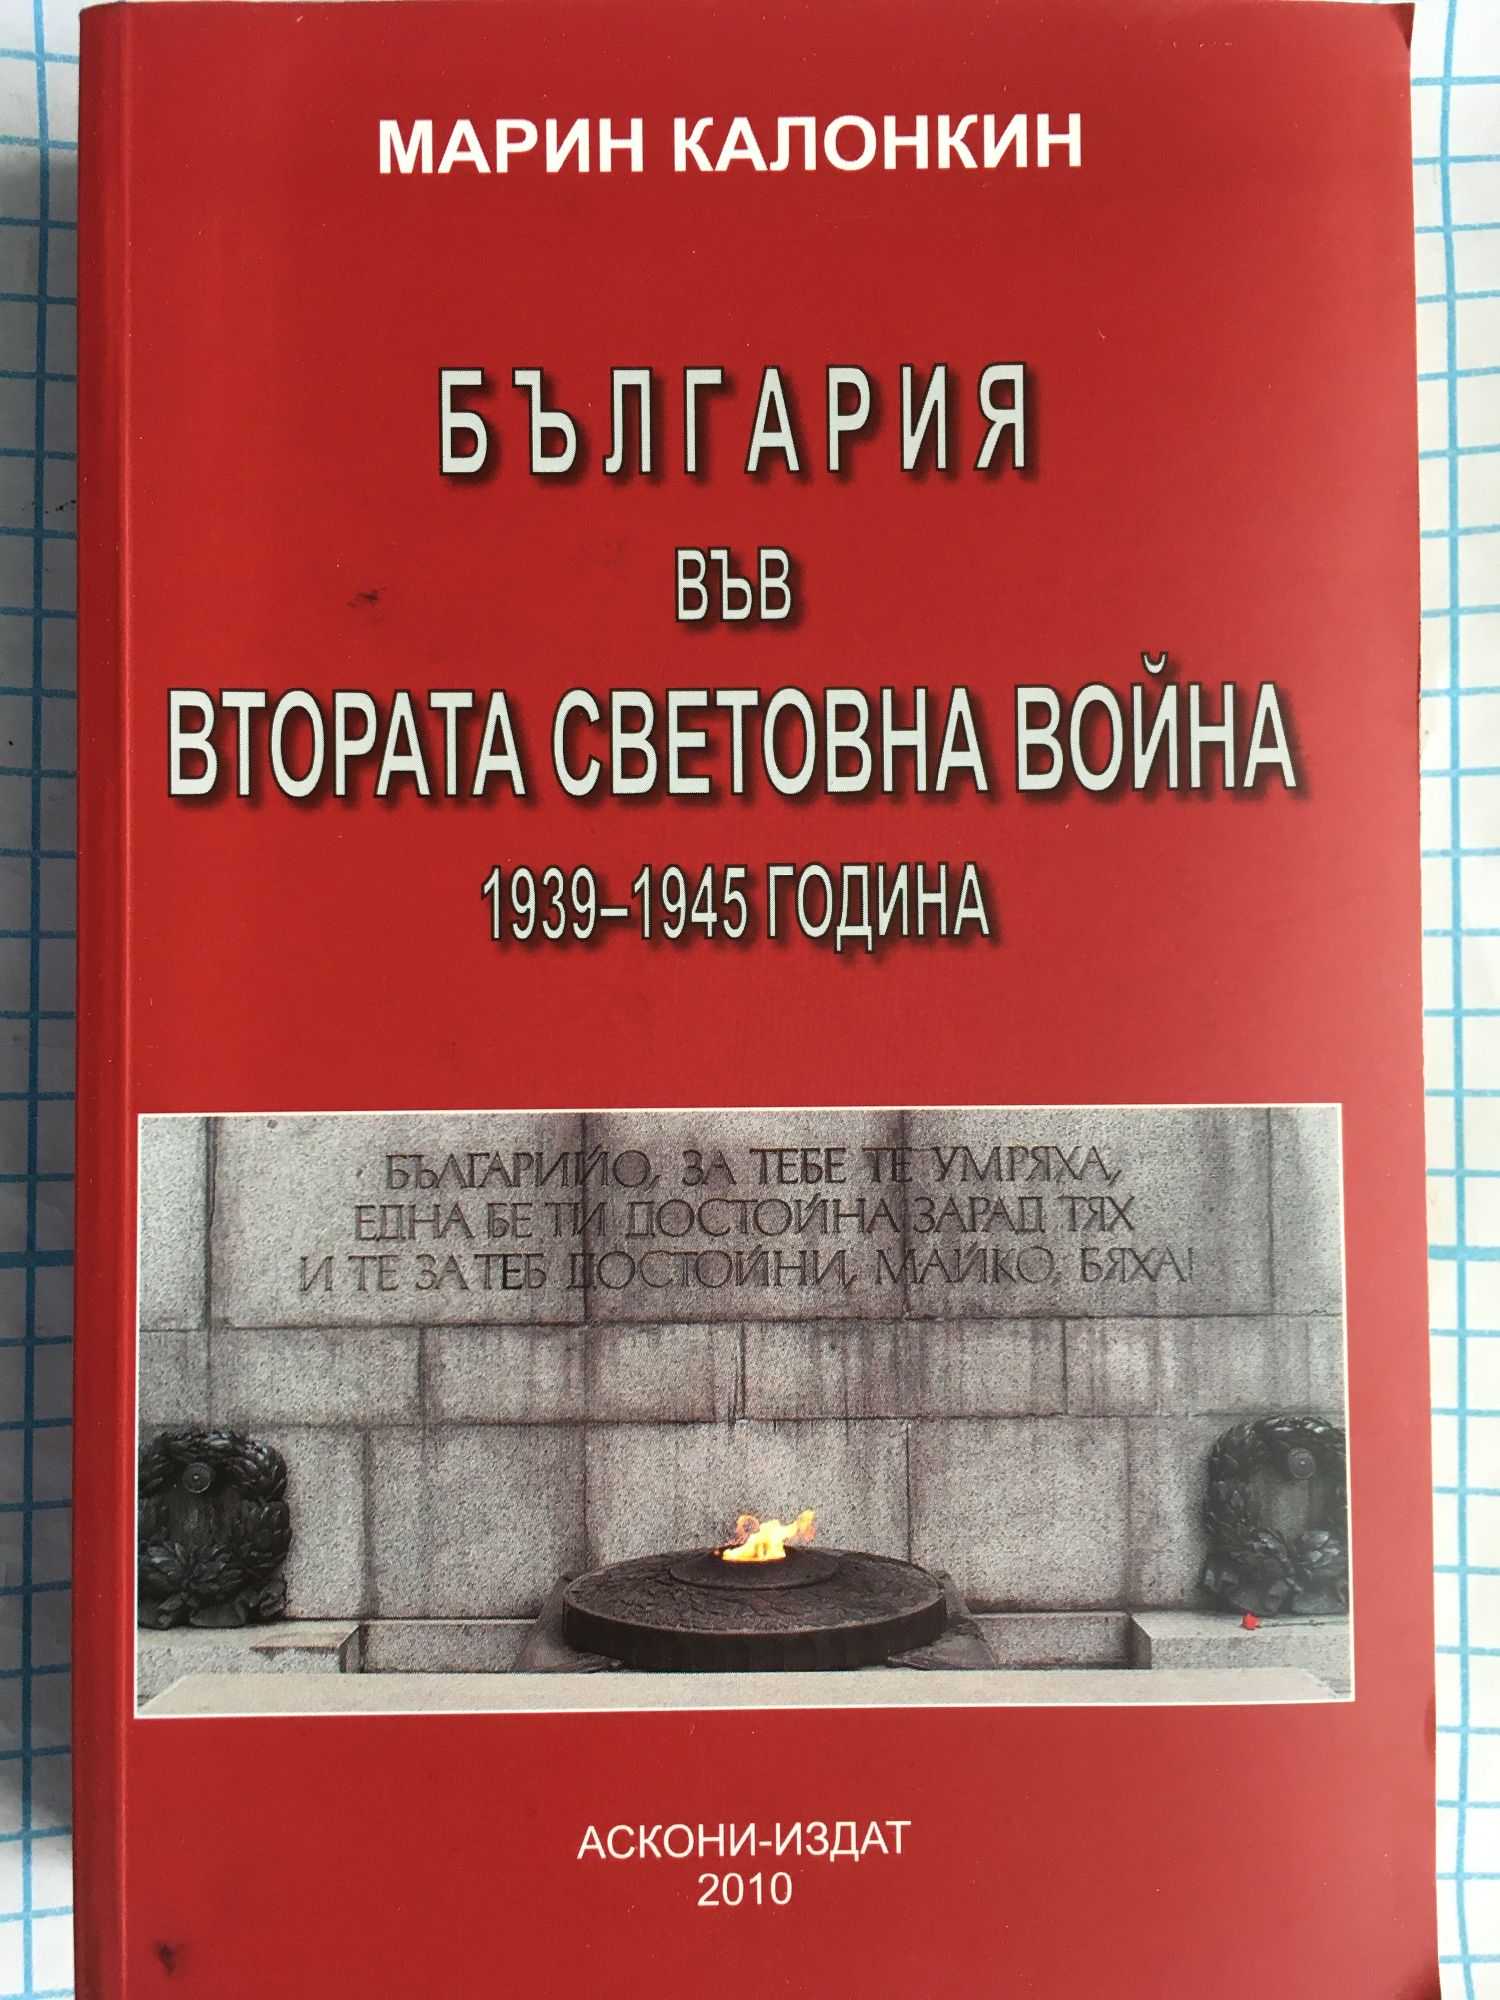 МАРИН КАЛОНКИН
БЪЛГАРИЯ
ВЪВ
ВТОРАТА СВЕТОВНА ВОЙНА
1939–1945 ГОДИНА
БЪЛГАРИЙО, ЗА ТЕБЕ ТЕ УМРЯХА,
ЕДНА БЕ ТИ ДОСТОЙНА ЗАРАД ТЯХ
И ТЕ ЗА ТЕБ ДОСТОЙНИ, МАЙКО, БЯХА!
АСКОНИ-ИЗДАТ
2010